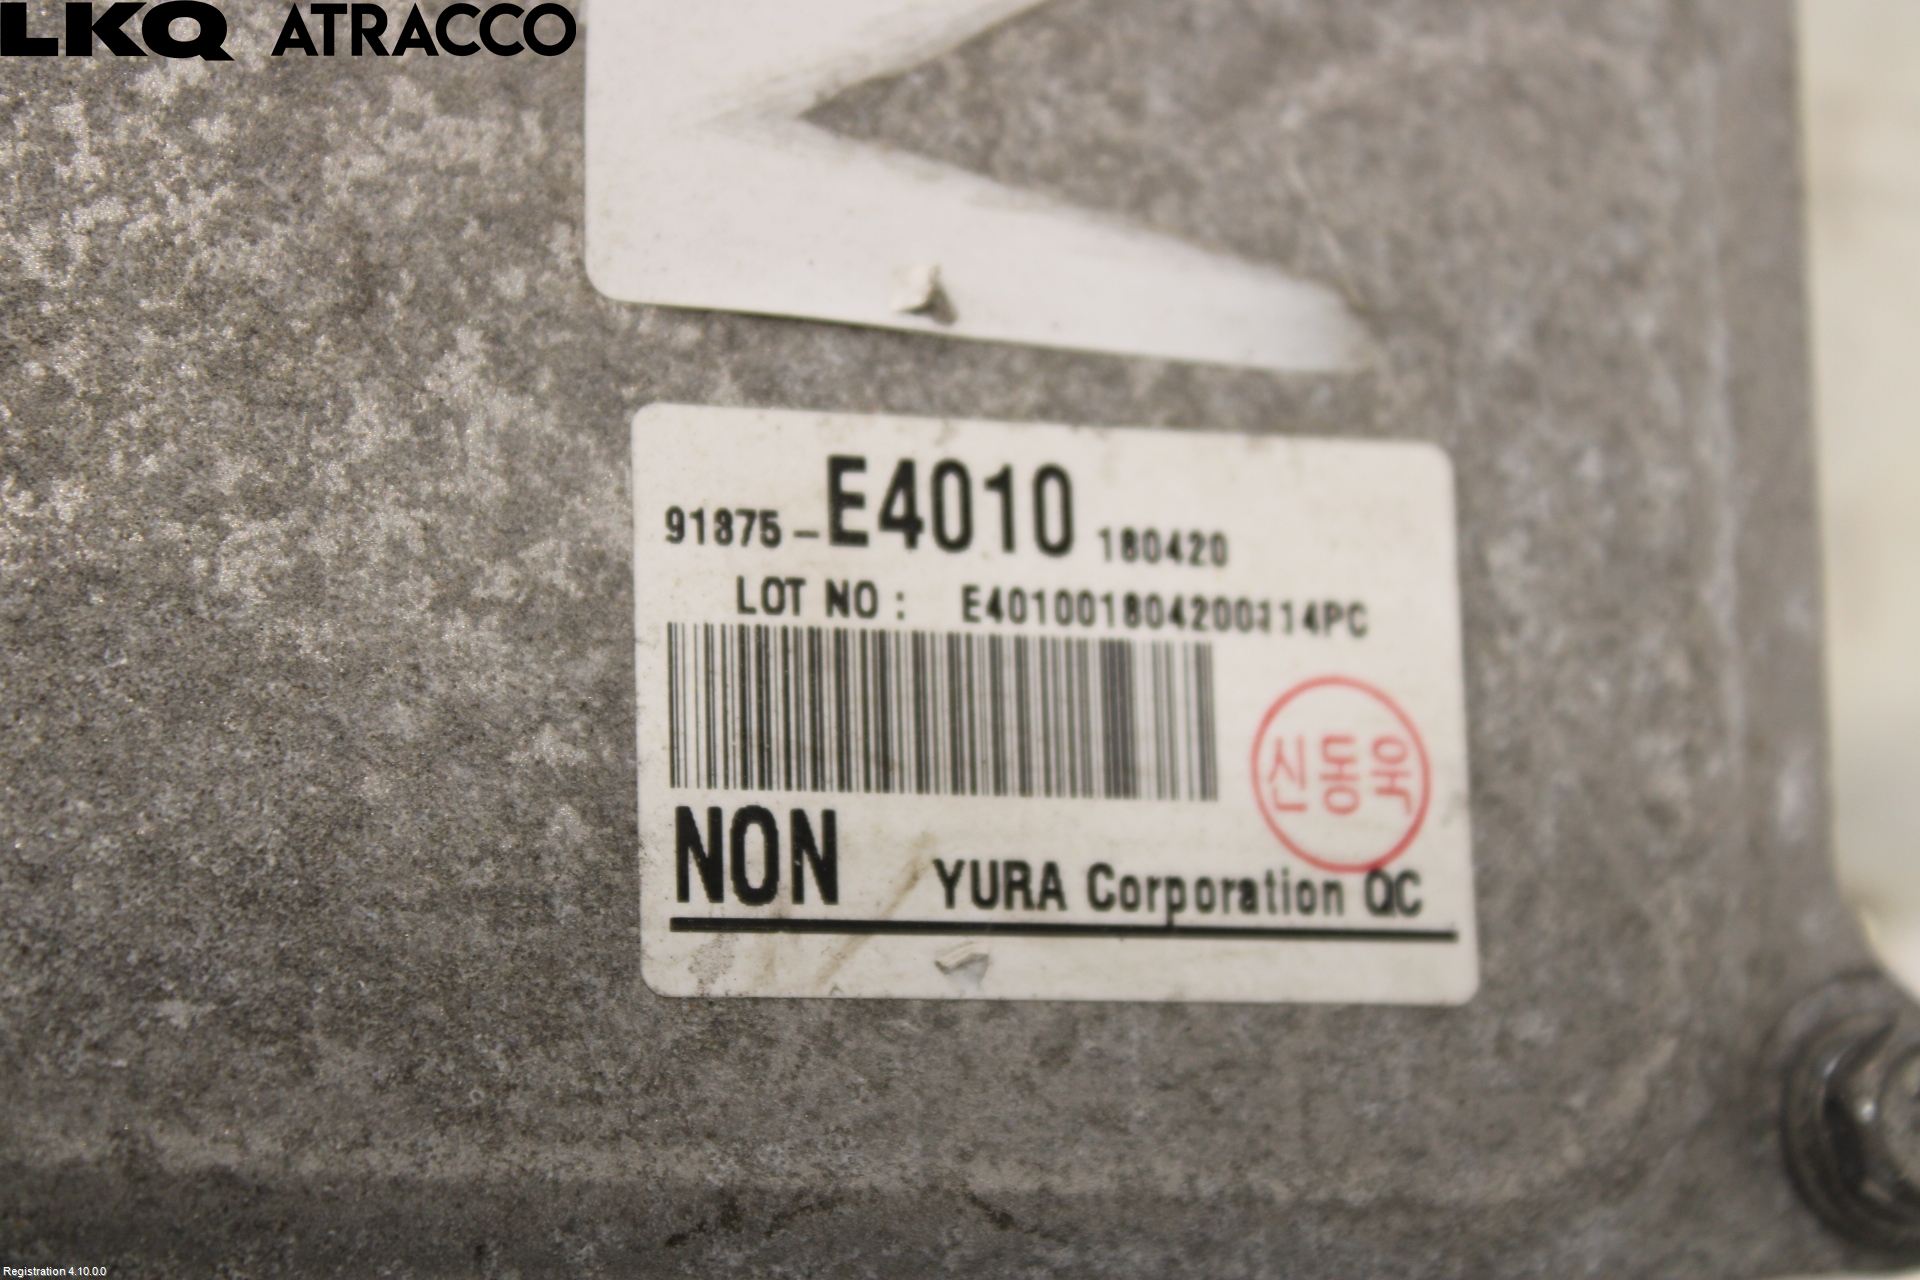 LKQ ATRACCO
91875-E4010 180420
LOT NO: E401001804200114PC
신동욱
NON YURA Corporation QC
Registration 4.10.0.0